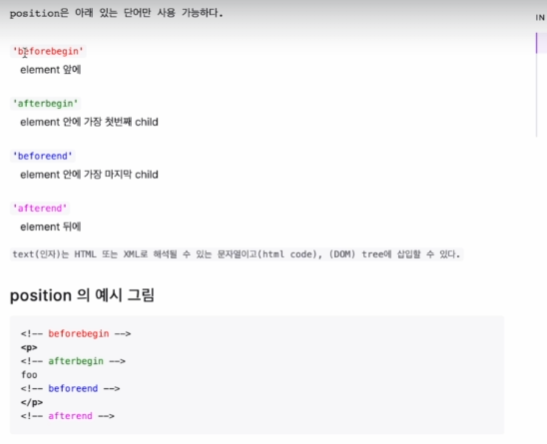 position은 아래 있는 단어만 사용 가능하다.
'beforebegin'
element 앞에
'afterbegin'
element 안에 가장 첫번째 child
'beforeend'
element 안에 가장 마지막 child
'afterend'
element 뒤에
text(인자)는 HTML 또는 XML로 해석될 수 있는 문자열이고(html code), (DOM) tree에 삽입할 수 있다.
position 의 예시 그림
<!-- beforebegin -->
<p>
<!-- afterbegin -->
foo
<!-- beforeend -->
</p>
<!-- afterend -->
IN